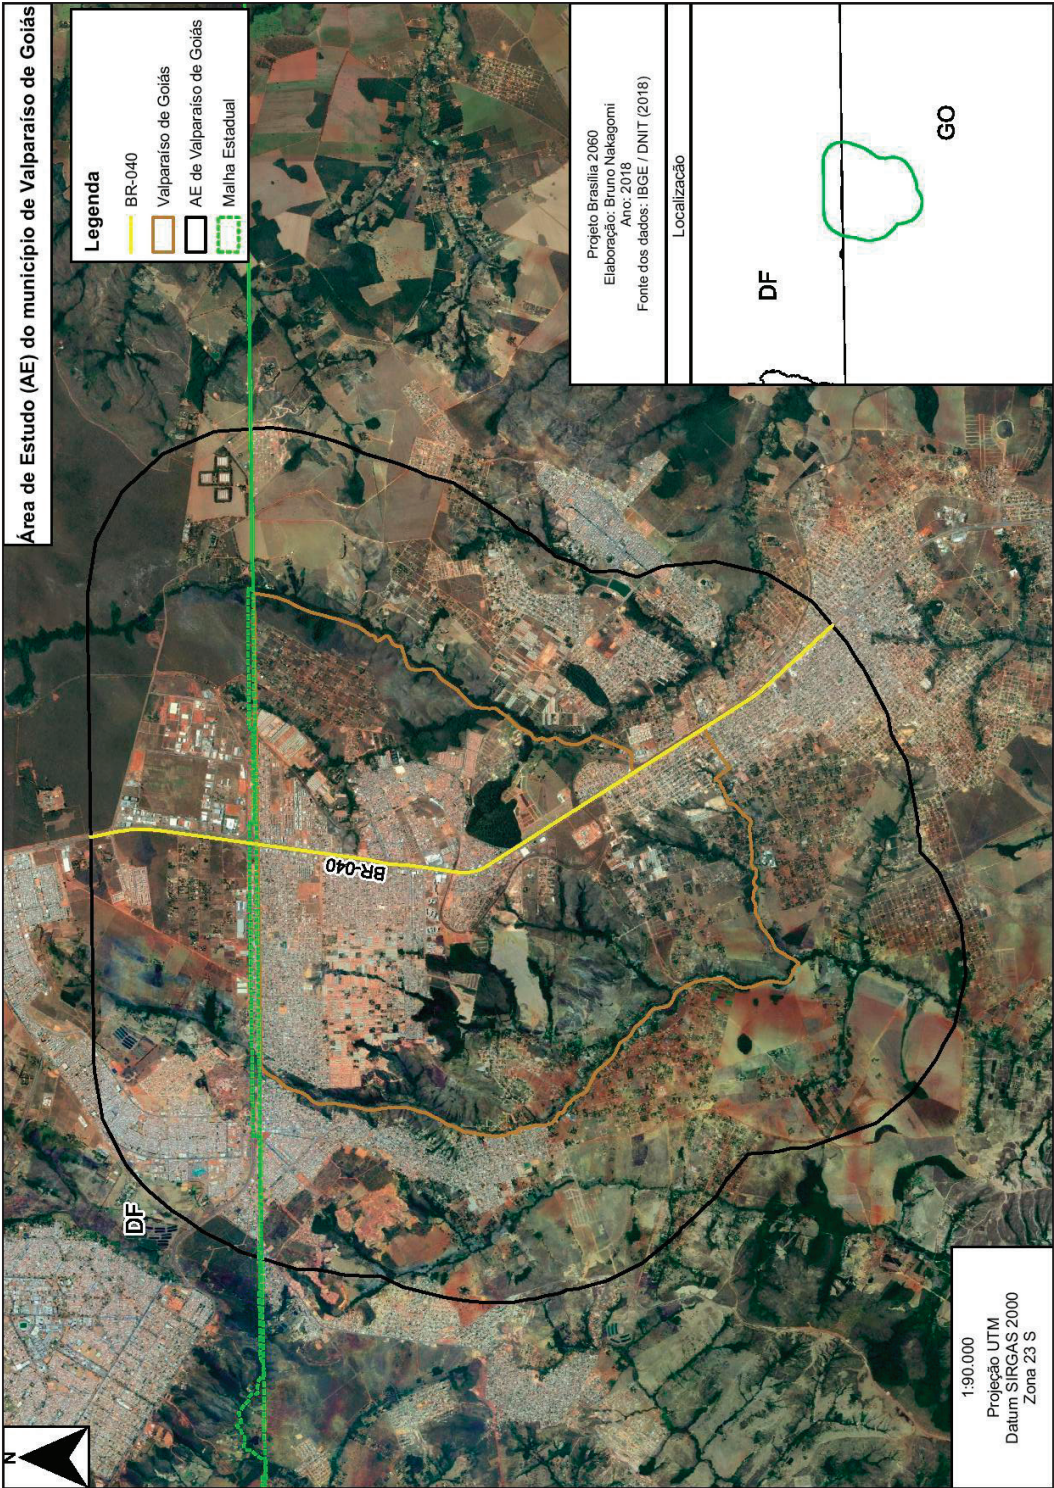 Área de Estudo (AE) do município de Valparaíso de Goiás
Legenda
BR-040
Valparaíso de Goiás
AE de Valparaíso de Goiás
Malha Estadual
N
DF
BR-040
Projeto Brasília 2060
Elaboração: Bruno Nakagomi
Ano: 2018
Fonte dos dados: IBGE / DNIT (2018)
Localização
DF
GO
1:90.000
Projeção UTM
Datum SIRGAS 2000
Zona 23 S